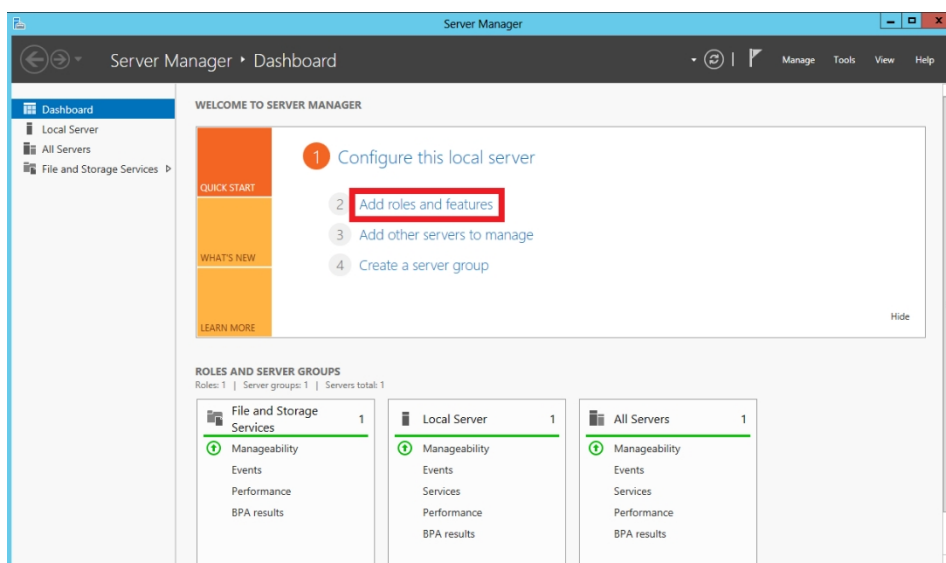 Server Manager
Server Manager • Dashboard
Manage Tools View Help
Dashboard
Local Server
All Servers
File and Storage Services
WELCOME TO SERVER MANAGER
QUICK START
WHAT'S NEW
LEARN MORE
1 Configure this local server
2 Add roles and features
3 Add other servers to manage
4 Create a server group
Hide
ROLES AND SERVER GROUPS
Roles: 1 | Server groups: 1 | Servers total: 1
File and Storage
Services 1
Manageability
Events
Performance
BPA results
Local Server 1
Manageability
Events
Services
Performance
BPA results
All Servers 1
Manageability
Events
Services
Performance
BPA results